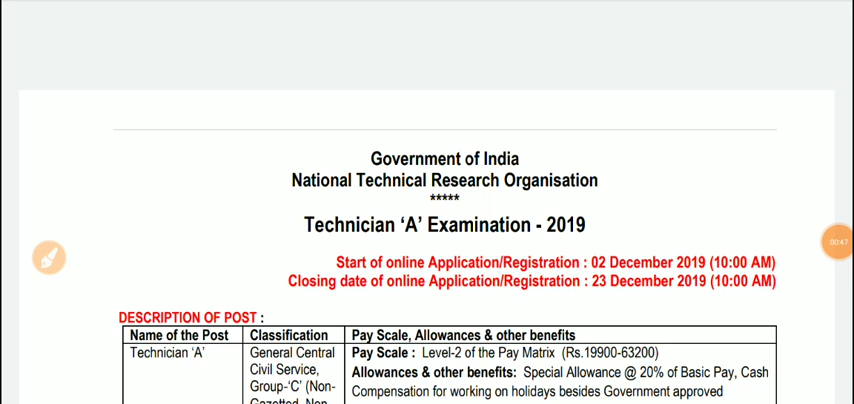 Government of India
National Technical Research Organisation
*****
Technician ‘A’ Examination - 2019
Start of online Application/Registration : 02 December 2019 (10:00 AM)
Closing date of online Application/Registration : 23 December 2019 (10:00 AM)
00:47
DESCRIPTION OF POST :
Name of the Post Classification Pay Scale, Allowances & other benefits
Technician ‘A’ General Central Pay Scale : Level-2 of the Pay Matrix (Rs.19900-63200)
Civil Service, Allowances & other benefits: Special Allowance @ 20% of Basic Pay, Cash
Group-‘C’ (Non- Compensation for working on holidays besides Government approved
Gazetted, Non-